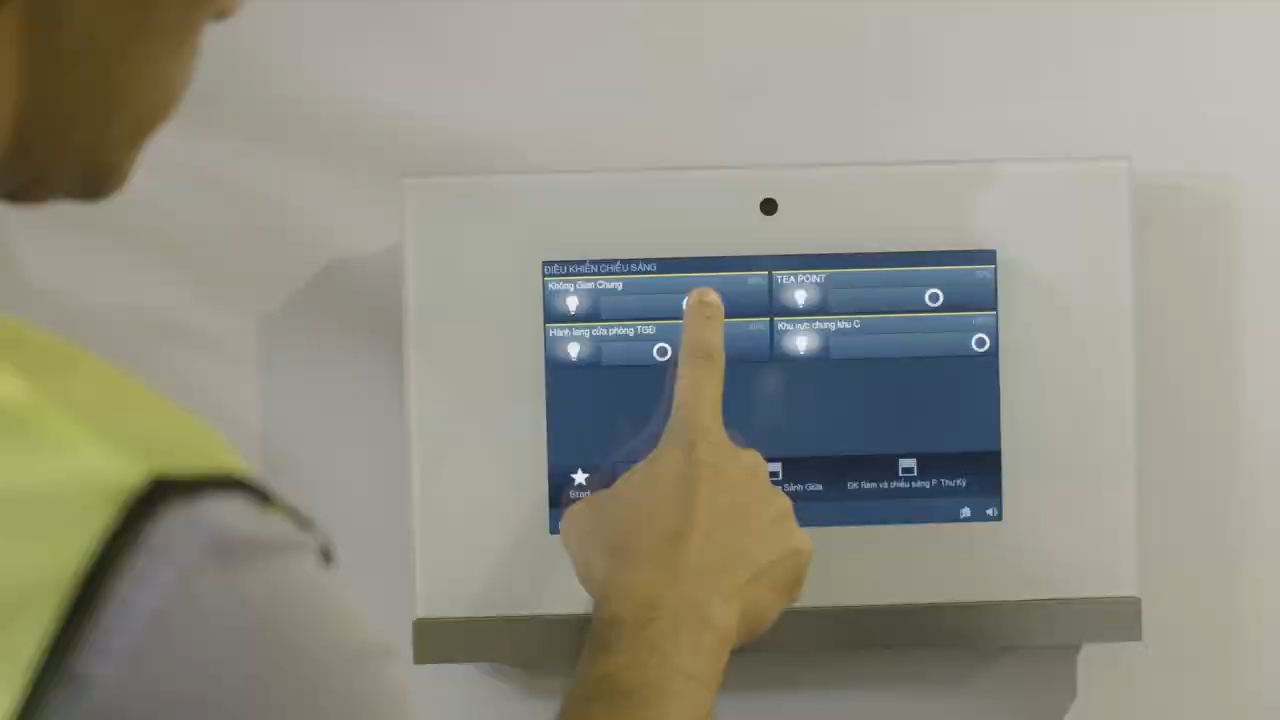 ĐIỀU KHIỂN CHIẾU SÁNG
Không Gian Chung
TEA POINT
Hành lang cửa phòng TGĐ
Khu vực chung khu C
Start
Sảnh Giữa
ĐK Rèm và chiếu sáng P. Thư Ký